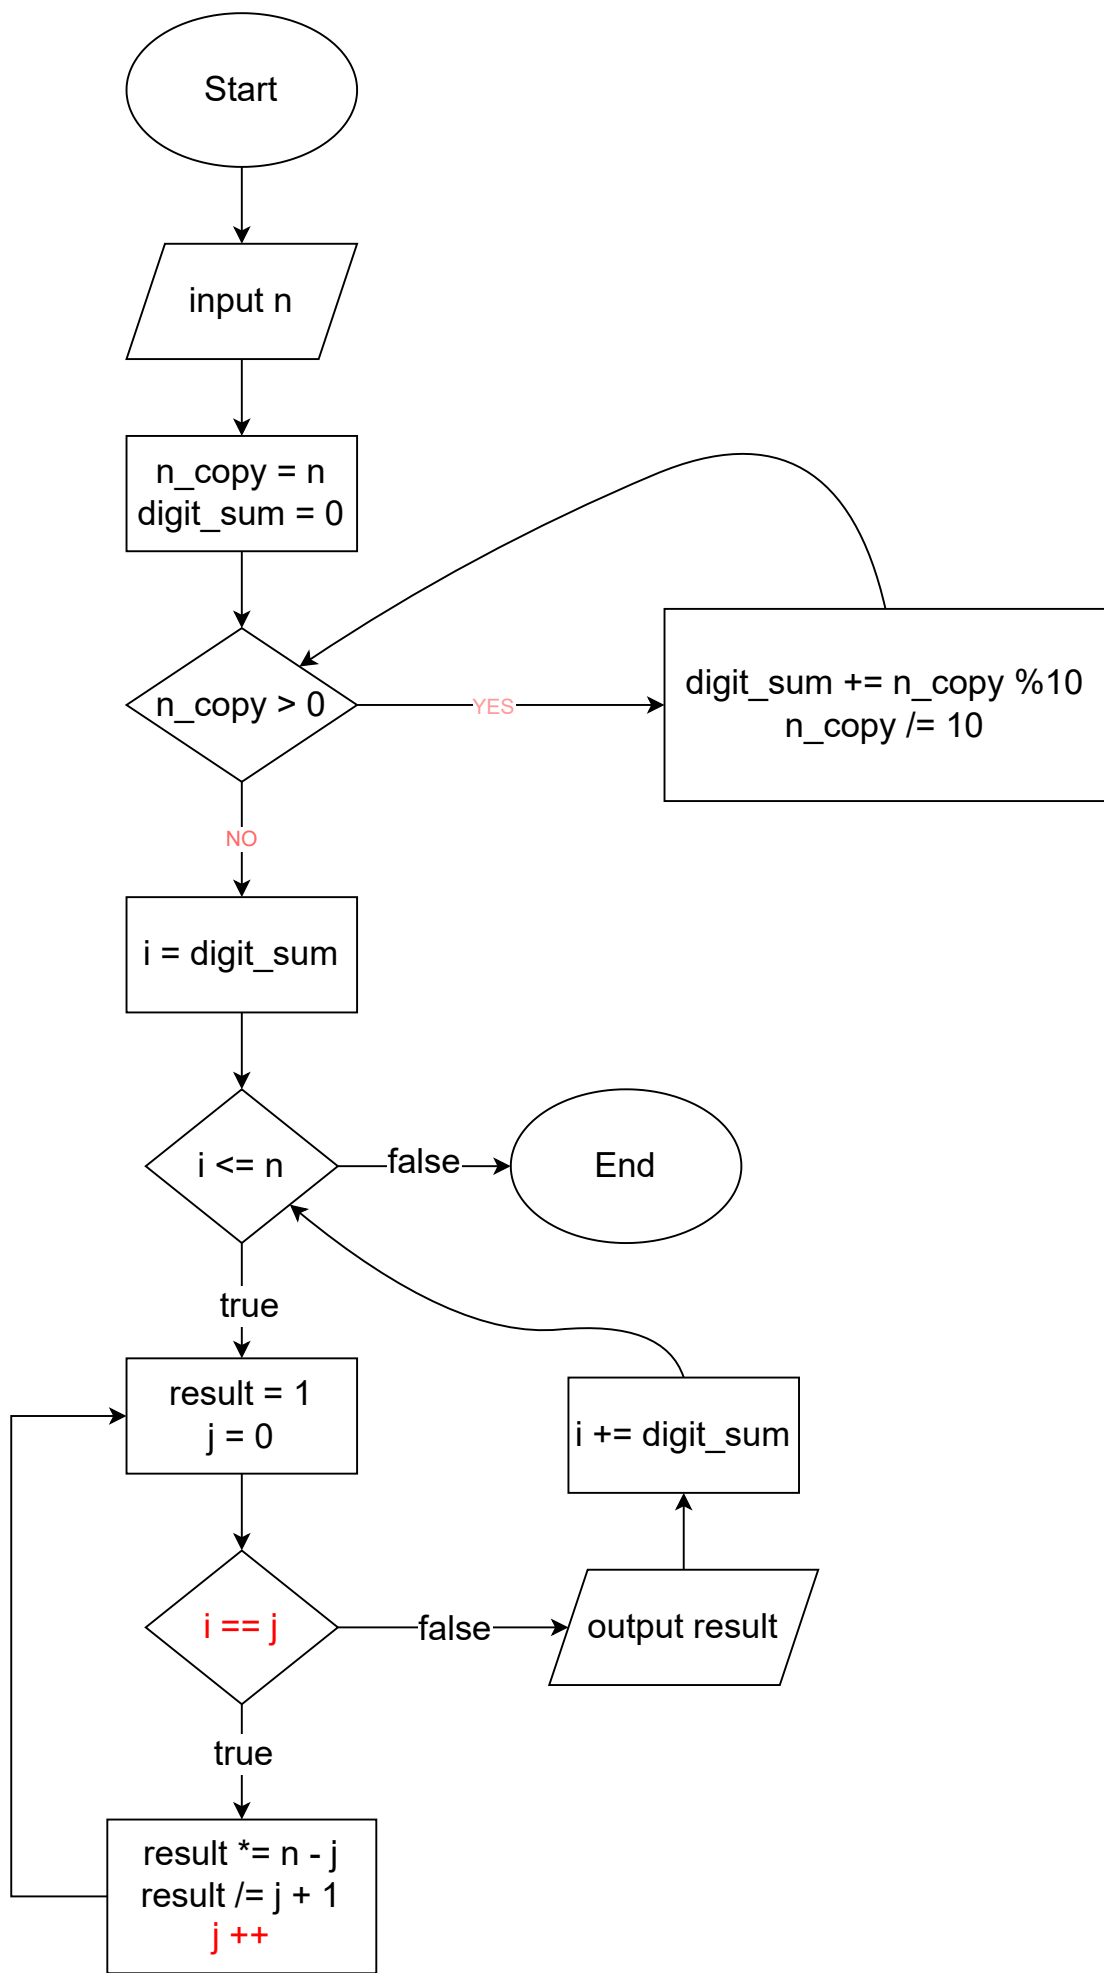 Start
input n
n_copy = n
digit_sum = 0
n_copy > 0
YES
digit_sum += n_copy %10
n_copy /= 10
NO
i = digit_sum
i <= n
false
End
true
result = 1
j = 0
i += digit_sum
i == j
false
output result
true
result *= n - j
result /= j + 1
j ++